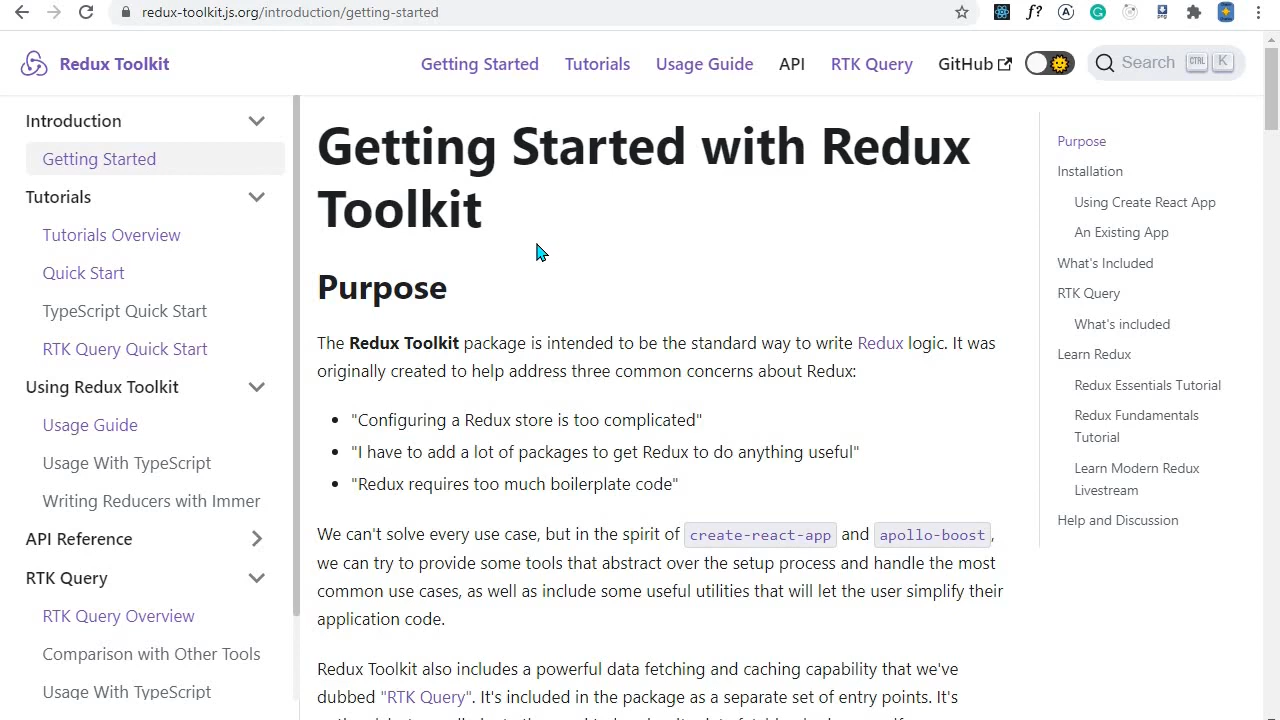 redux-toolkit.js.org/introduction/getting-started
f?
Redux Toolkit
Getting Started Tutorials Usage Guide API RTK Query GitHub Search CTRL K
Introduction
Getting Started
Tutorials
Tutorials Overview
Quick Start
TypeScript Quick Start
RTK Query Quick Start
Using Redux Toolkit
Usage Guide
Usage With TypeScript
Writing Reducers with Immer
API Reference
RTK Query
RTK Query Overview
Comparison with Other Tools
Usage With TypeScript
Getting Started with Redux
Toolkit
Purpose
The Redux Toolkit package is intended to be the standard way to write Redux logic. It was
originally created to help address three common concerns about Redux:
• "Configuring a Redux store is too complicated"
• "I have to add a lot of packages to get Redux to do anything useful"
• "Redux requires too much boilerplate code"
We can't solve every use case, but in the spirit of create-react-app and apollo-boost,
we can try to provide some tools that abstract over the setup process and handle the most
common use cases, as well as include some useful utilities that will let the user simplify their
application code.
Redux Toolkit also includes a powerful data fetching and caching capability that we've
dubbed "RTK Query". It's included in the package as a separate set of entry points. It's
Purpose
Installation
Using Create React App
An Existing App
What's Included
RTK Query
What's included
Learn Redux
Redux Essentials Tutorial
Redux Fundamentals
Tutorial
Learn Modern Redux
Livestream
Help and Discussion